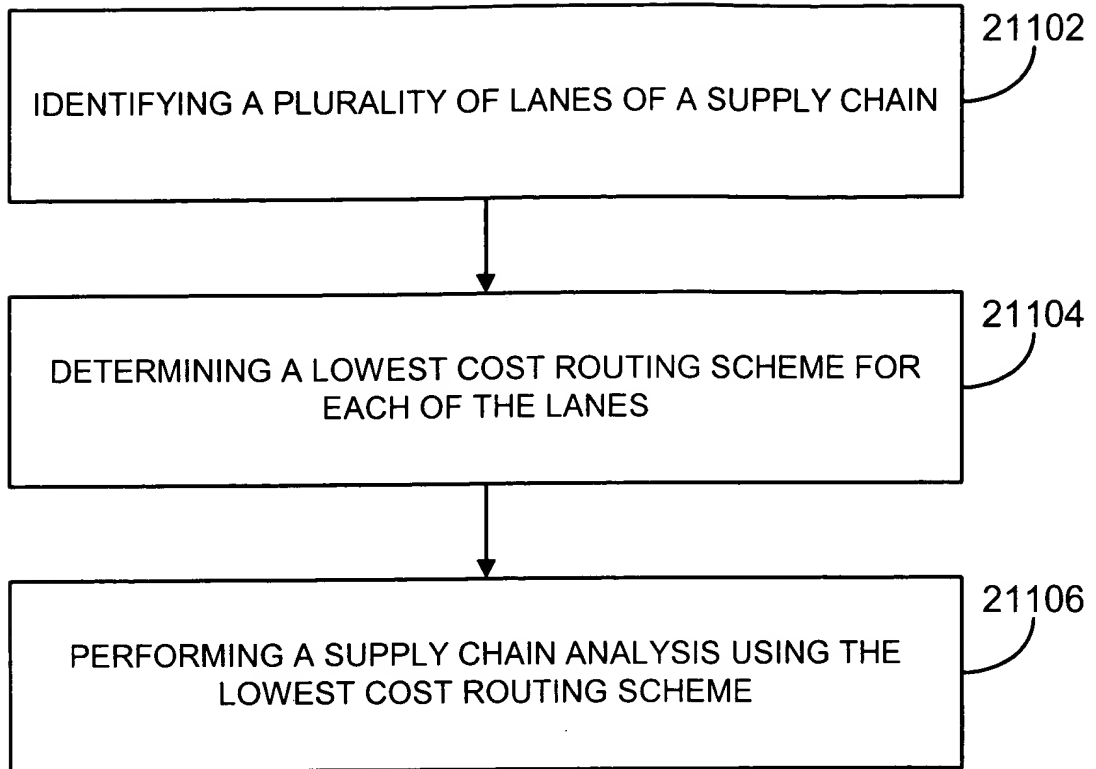 21102
IDENTIFYING A PLURALITY OF LANES OF A SUPPLY CHAIN
21104
DETERMINING A LOWEST COST ROUTING SCHEME FOR
EACH OF THE LANES
21106
PERFORMING A SUPPLY CHAIN ANALYSIS USING THE
LOWEST COST ROUTING SCHEME